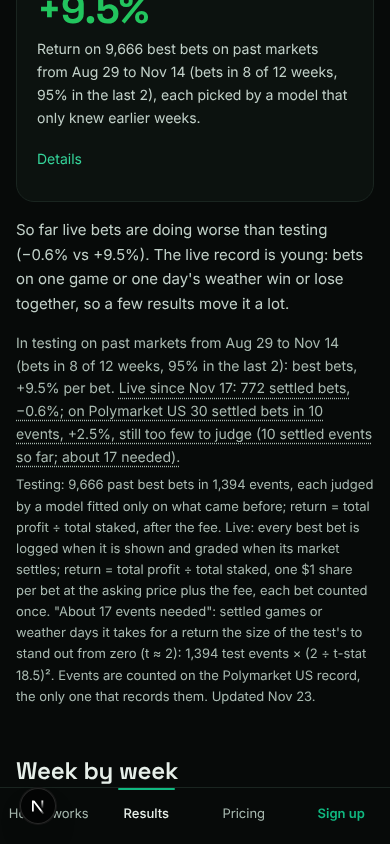 +9.5%
Return on 9,666 best bets on past markets
from Aug 29 to Nov 14 (bets in 8 of 12 weeks,
95% in the last 2), each picked by a model that
only knew earlier weeks.
Details
So far live bets are doing worse than testing
(−0.6% vs +9.5%). The live record is young: bets
on one game or one day's weather win or lose
together, so a few results move it a lot.
In testing on past markets from Aug 29 to Nov 14
(bets in 8 of 12 weeks, 95% in the last 2): best bets,
+9.5% per bet. Live since Nov 17: 772 settled bets,
−0.6%; on Polymarket US 30 settled bets in 10
events, +2.5%, still too few to judge (10 settled events
so far; about 17 needed).
Testing: 9,666 past best bets in 1,394 events, each judged
by a model fitted only on what came before; return = total
profit ÷ total staked, after the fee. Live: every best bet is
logged when it is shown and graded when its market
settles; return = total profit ÷ total staked, one $1 share
per bet at the asking price plus the fee, each bet counted
once. "About 17 events needed": settled games or
weather days it takes for a return the size of the test's to
stand out from zero (t ≈ 2): 1,394 test events × (2 ÷ t-stat
18.5)². Events are counted on the Polymarket US record,
the only one that records them. Updated Nov 23.
Week by week
N works Results Pricing Sign up